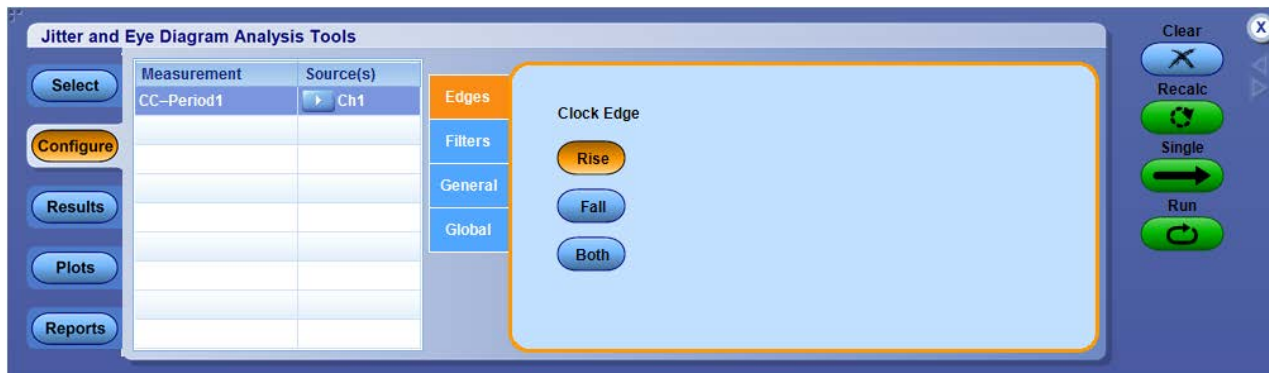 Jitter and Eye Diagram Analysis Tools
Select
Configure
Results
Plots
Reports
Measurement Source(s)
CC–Period1 Ch1
Edges
Filters
General
Global
Clock Edge
Rise
Fall
Both
Clear
X
Recalc
Single
Run